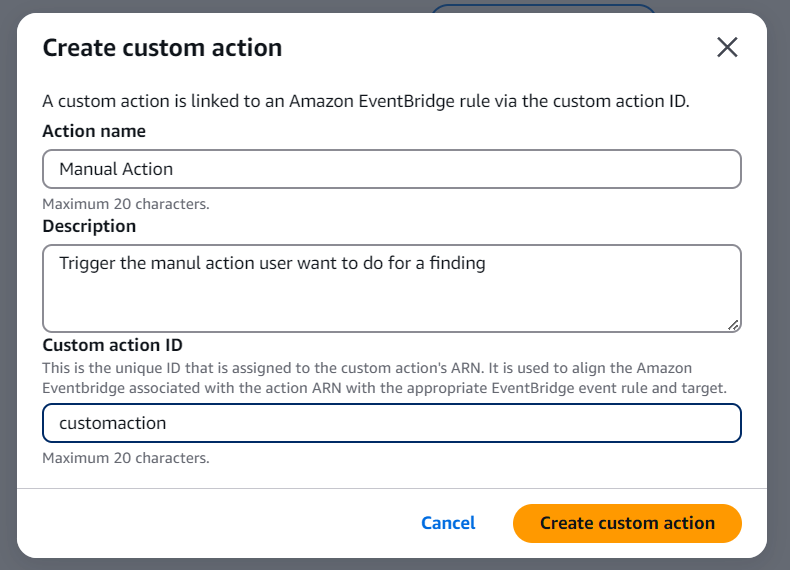 Create custom action
A custom action is linked to an Amazon EventBridge rule via the custom action ID.
Action name
Manual Action
Maximum 20 characters.
Description
Trigger the manul action user want to do for a finding
Custom action ID
This is the unique ID that is assigned to the custom action's ARN. It is used to align the Amazon
Eventbridge associated with the action ARN with the appropriate EventBridge event rule and target.
customaction
Maximum 20 characters.
Cancel
Create custom action